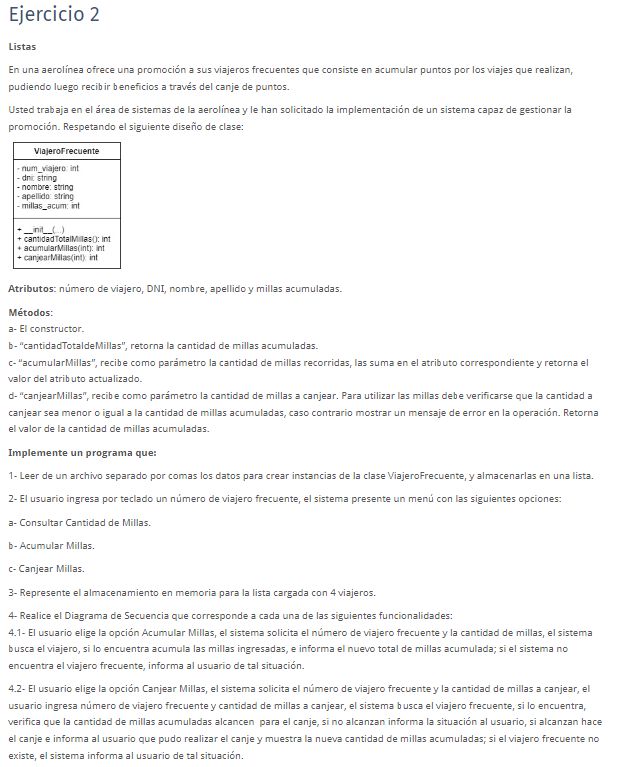 Ejercicio 2
Listas
En una aerolínea ofrece una promoción a sus viajeros frecuentes que consiste en acumular puntos por los viajes que realizan,
pudiendo luego recibir beneficios a través del canje de puntos.
Usted trabaja en el área de sistemas de la aerolínea y le han solicitado la implementación de un sistema capaz de gestionar la
promoción. Respetando el siguiente diseño de clase:
ViajeroFrecuente
- num_viajero: int
- dni: string
- nombre: string
- apellido: string
- millas_acum: int
+ __init__(...)
+ cantidadTotalMillas(): int
+ acumularMillas(int): int
+ canjearMillas(int): int
Atributos: número de viajero, DNI, nombre, apellido y millas acumuladas.
Métodos:
a- El constructor.
b- “cantidadTotaldeMillas”, retorna la cantidad de millas acumuladas.
c- “acumularMillas”, recibe como parámetro la cantidad de millas recorridas, las suma en el atributo correspondiente y retorna el
valor del atributo actualizado.
d- “canjearMillas”, recibe como parámetro la cantidad de millas a canjear. Para utilizar las millas debe verificarse que la cantidad a
canjear sea menor o igual a la cantidad de millas acumuladas, caso contrario mostrar un mensaje de error en la operación. Retorna
el valor de la cantidad de millas acumuladas.
Implemente un programa que:
1- Leer de un archivo separado por comas los datos para crear instancias de la clase ViajeroFrecuente, y almacenarlas en una lista.
2- El usuario ingresa por teclado un número de viajero frecuente, el sistema presente un menú con las siguientes opciones:
a- Consultar Cantidad de Millas.
b- Acumular Millas.
c- Canjear Millas.
3- Represente el almacenamiento en memoria para la lista cargada con 4 viajeros.
4- Realice el Diagrama de Secuencia que corresponde a cada una de las siguientes funcionalidades:
4.1- El usuario elige la opción Acumular Millas, el sistema solicita el número de viajero frecuente y la cantidad de millas, el sistema
busca el viajero, si lo encuentra acumula las millas ingresadas, e informa el nuevo total de millas acumulada; si el sistema no
encuentra el viajero frecuente, informa al usuario de tal situación.
4.2- El usuario elige la opción Canjear Millas, el sistema solicita el número de viajero frecuente y la cantidad de millas a canjear, el
usuario ingresa número de viajero frecuente y cantidad de millas a canjear, el sistema busca el viajero frecuente, si lo encuentra,
verifica que la cantidad de millas acumuladas alcancen para el canje, si no alcanzan informa la situación al usuario, si alcanzan hace
el canje e informa al usuario que pudo realizar el canje y muestra la nueva cantidad de millas acumuladas; si el viajero frecuente no
existe, el sistema informa al usuario de tal situación.